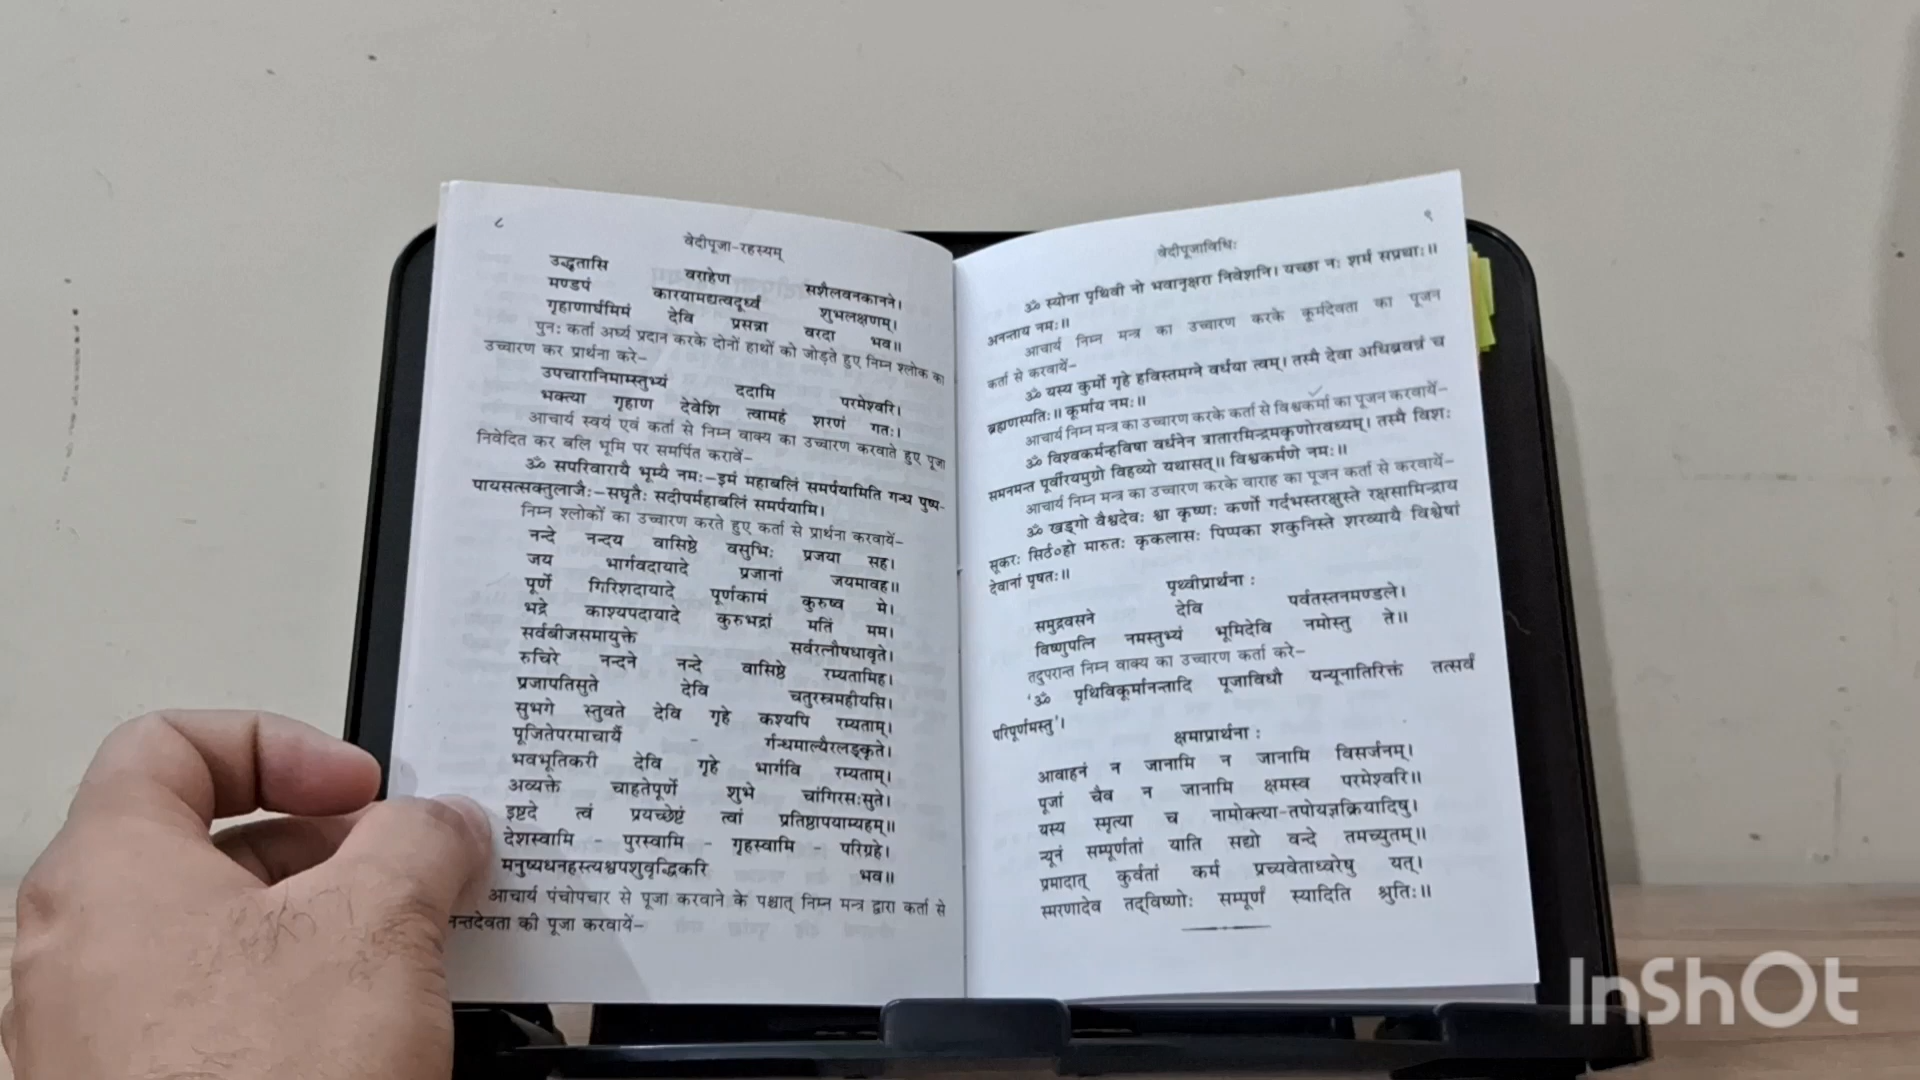 ८
वेदीपूजा-रहस्यम्
उद्धृतासि वराहेण सशैलवनकानने।
मण्डपं कारयामद्यत्वदूर्ध्वं शुभलक्षणम्।
गृहाणार्घमिमं देवि प्रसन्ना वरदा भव॥
पुनः कर्ता अर्घ्य प्रदान करके दोनों हाथों को जोड़ते हुए निम्न श्लोक का
उच्चारण कर प्रार्थना करे–
उपचारानिमाम्स्तुभ्यं ददामि परमेश्वरि।
भक्त्या गृहाण देवेशि त्वामहं शरणं गतः।
आचार्य स्वयं एवं कर्ता से निम्न वाक्य का उच्चारण करवाते हुए पूजा
निवेदित कर बलि भूमि पर समर्पित करावें–
ॐ सपरिवारायै भूम्यै नमः–इमं महाबलिं समर्पयामिति गन्ध पुष्प-
पायसत्सक्तुलाजैः–सघृतैः सदीपर्महाबलिं समर्पयामि।
निम्न श्लोकों का उच्चारण करते हुए कर्ता से प्रार्थना करवायें–
नन्दे नन्दय वासिष्ठे वसुभिः प्रजया सह।
जय भार्गवदायादे प्रजानां जयमावह॥
पूर्णे गिरिशदायादे पूर्णकामं कुरुष्व मे।
भद्रे काश्यपदायादे कुरुभद्रां मतिं मम।
सर्वबीजसमायुक्ते सर्वरत्नौषधावृते।
रुचिरे नन्दने नन्दे वासिष्ठे रम्यतामिह।
प्रजापतिसुते देवि चतुरस्त्रमहीयसि।
सुभगे स्तुवते देवि गृहे कश्यपि रम्यताम्।
पूजितेपरमाचार्यै - र्गन्धमाल्यैरलङ्कृते।
भवभूतिकरी देवि गृहे भार्गवि रम्यताम्।
अव्यक्ते चाहतेपूर्णे शुभे चांगिरसःसुते।
इष्टदे त्वं प्रयच्छेष्टं त्वां प्रतिष्ठापयाम्यहम्॥
देशस्वामि - पुरस्वामि - गृहस्वामि - परिग्रहे।
मनुष्यधनहस्त्यश्वपशुवृद्धिकरि भव॥
आचार्य पंचोपचार से पूजा करवाने के पश्चात् निम्न मन्त्र द्वारा कर्ता से
नन्तदेवता की पूजा करवायें–
९
वेदीपूजाविधिः
ॐ स्योना पृथिवी नो भवानृक्षरा निवेशनि। यच्छा नः शर्म सप्रथाः॥
अनन्ताय नमः॥
आचार्य निम्न मन्त्र का उच्चारण करके कूर्मदेवता का पूजन
कर्ता से करवायें–
ॐ यस्य कुर्मो गृहे हविस्तमग्ने वर्धया त्वम्। तस्मै देवा अधिब्रवन्नं च
ब्रह्मणस्पतिः॥ कूर्माय नमः॥
आचार्य निम्न मन्त्र का उच्चारण करके कर्ता से विश्वकर्मा का पूजन करवायें–
ॐ विश्वकर्मन्हविषा वर्धनेन त्रातारमिन्द्रमकृणोरवध्यम्। तस्मै विशः
समनमन्त पूर्वीरयमुग्रो विहव्यो यथासत्॥ विश्वकर्मणे नमः॥
आचार्य निम्न मन्त्र का उच्चारण करके वाराह का पूजन कर्ता से करवायें–
ॐ खड्गो वैश्वदेवः श्वा कृष्णः कर्णो गर्दभस्तरक्षुस्ते रक्षसामिन्द्राय
सूकरः सिर्ठ०हो मारुतः कृकलासः पिप्पका शकुनिस्ते शरव्यायै विश्वेषां
देवानां पृषतः॥
पृथ्वीप्रार्थना :
समुद्रवसने देवि पर्वतस्तनमण्डले।
विष्णुपत्नि नमस्तुभ्यं भूमिदेवि नमोस्तु ते॥
तदुपरान्त निम्न वाक्य का उच्चारण कर्ता करे–
'ॐ पृथिविकूर्मानन्तादि पूजाविधौ यन्यूनातिरिक्तं तत्सर्वं
परिपूर्णमस्तु'।
क्षमाप्रार्थना :
आवाहनं न जानामि न जानामि विसर्जनम्।
पूजां चैव न जानामि क्षमस्व परमेश्वरि॥
यस्य स्मृत्या च नामोक्त्या-तपोयज्ञक्रियादिषु।
न्यूनं सम्पूर्णतां याति सद्यो वन्दे तमच्युतम्॥
प्रमादात् कुर्वतां कर्म प्रच्यवेताध्वरेषु यत्।
स्मरणादेव तद्विष्णोः सम्पूर्णं स्यादिति श्रुतिः॥
InShOt